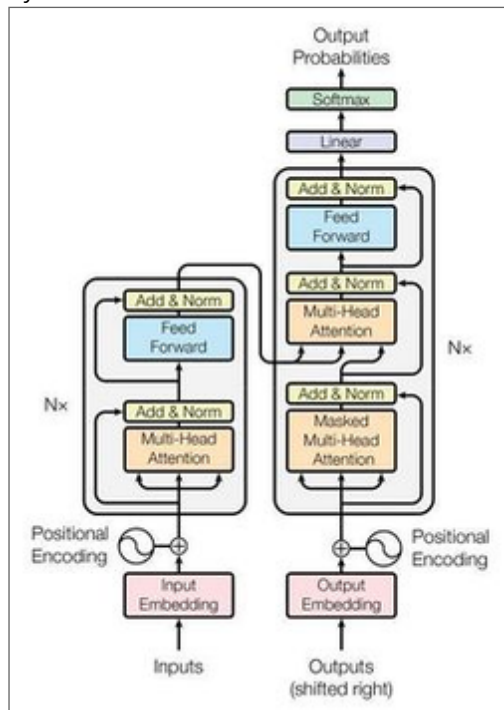 Output
Probabilities
Softmax
Linear
Add & Norm
Feed
Forward
Add & Norm
Multi-Head
Attention
Nx
Add & Norm
Masked
Multi-Head
Attention
Positional
Encoding
Output
Embedding
Outputs
(shifted right)
Add & Norm
Feed
Forward
Nx
Add & Norm
Multi-Head
Attention
Positional
Encoding
Input
Embedding
Inputs